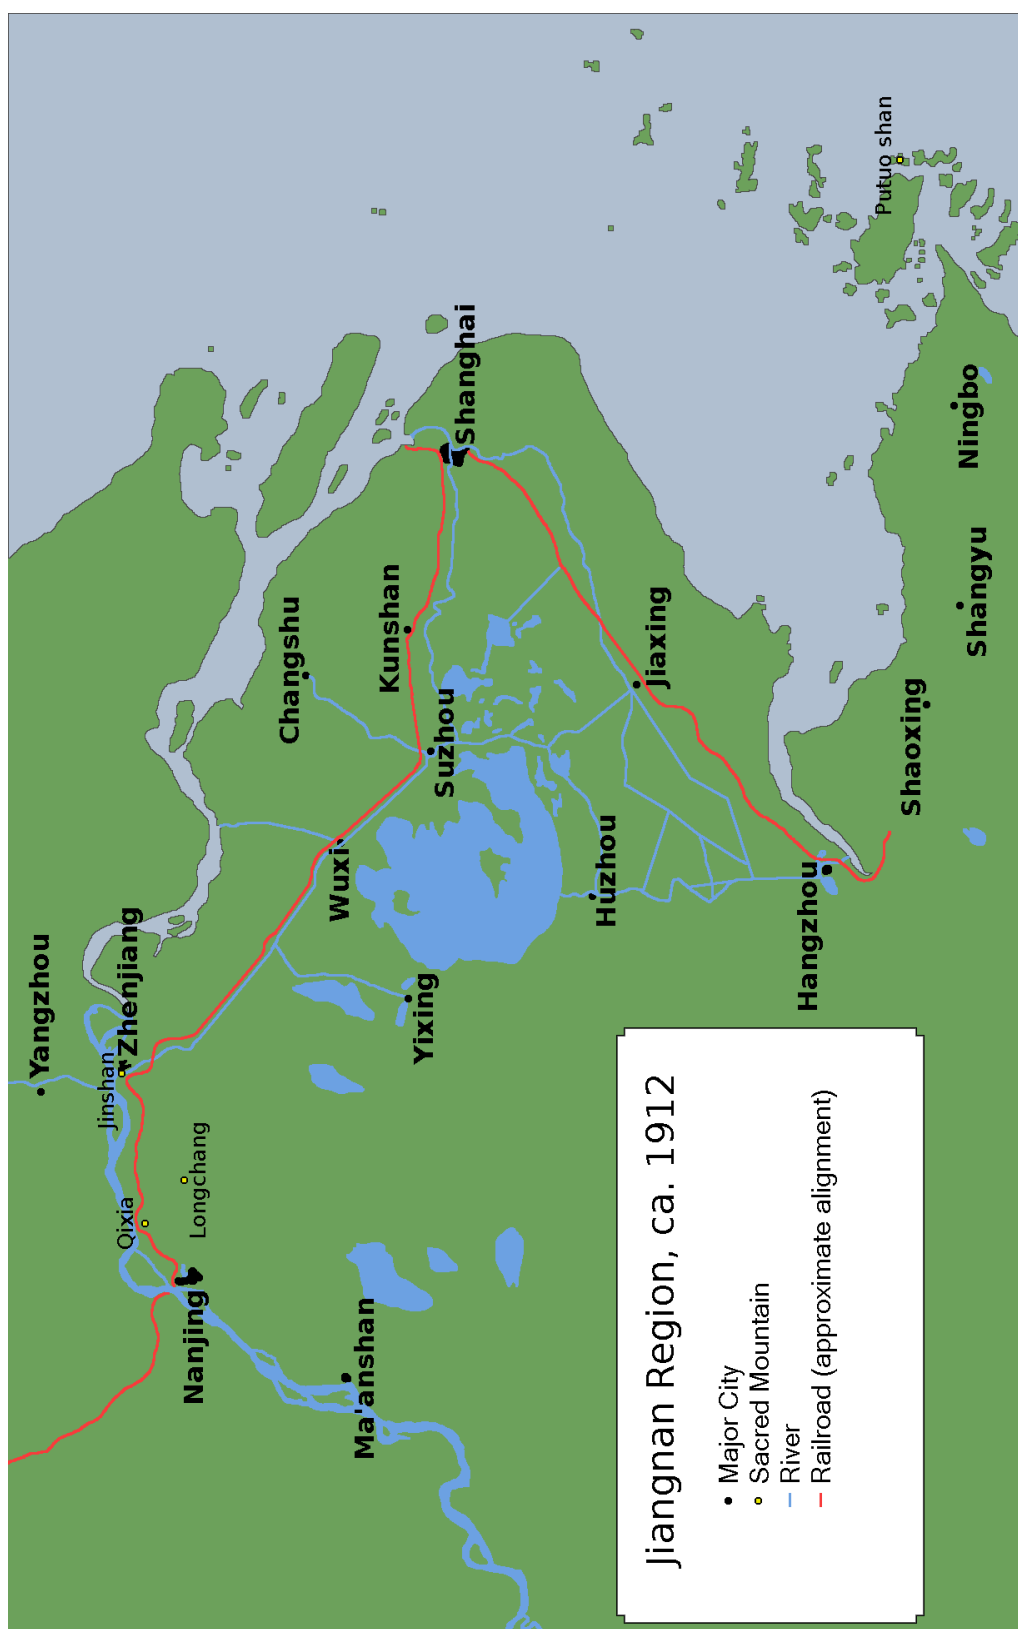 Yangzhou
Zhenjiang
Jinshan
Qixia
Longchang
Nanjing
Ma'anshan
Changshu
Kunshan
Shanghai
Suzhou
Wuxi
Yixing
Huzhou
Jiaxing
Hangzhou
Shaoxing
Shangyu
Ningbo
Putuo shan
Jiangnan Region, ca. 1912
Major City
Sacred Mountain
River
Railroad (approximate alignment)